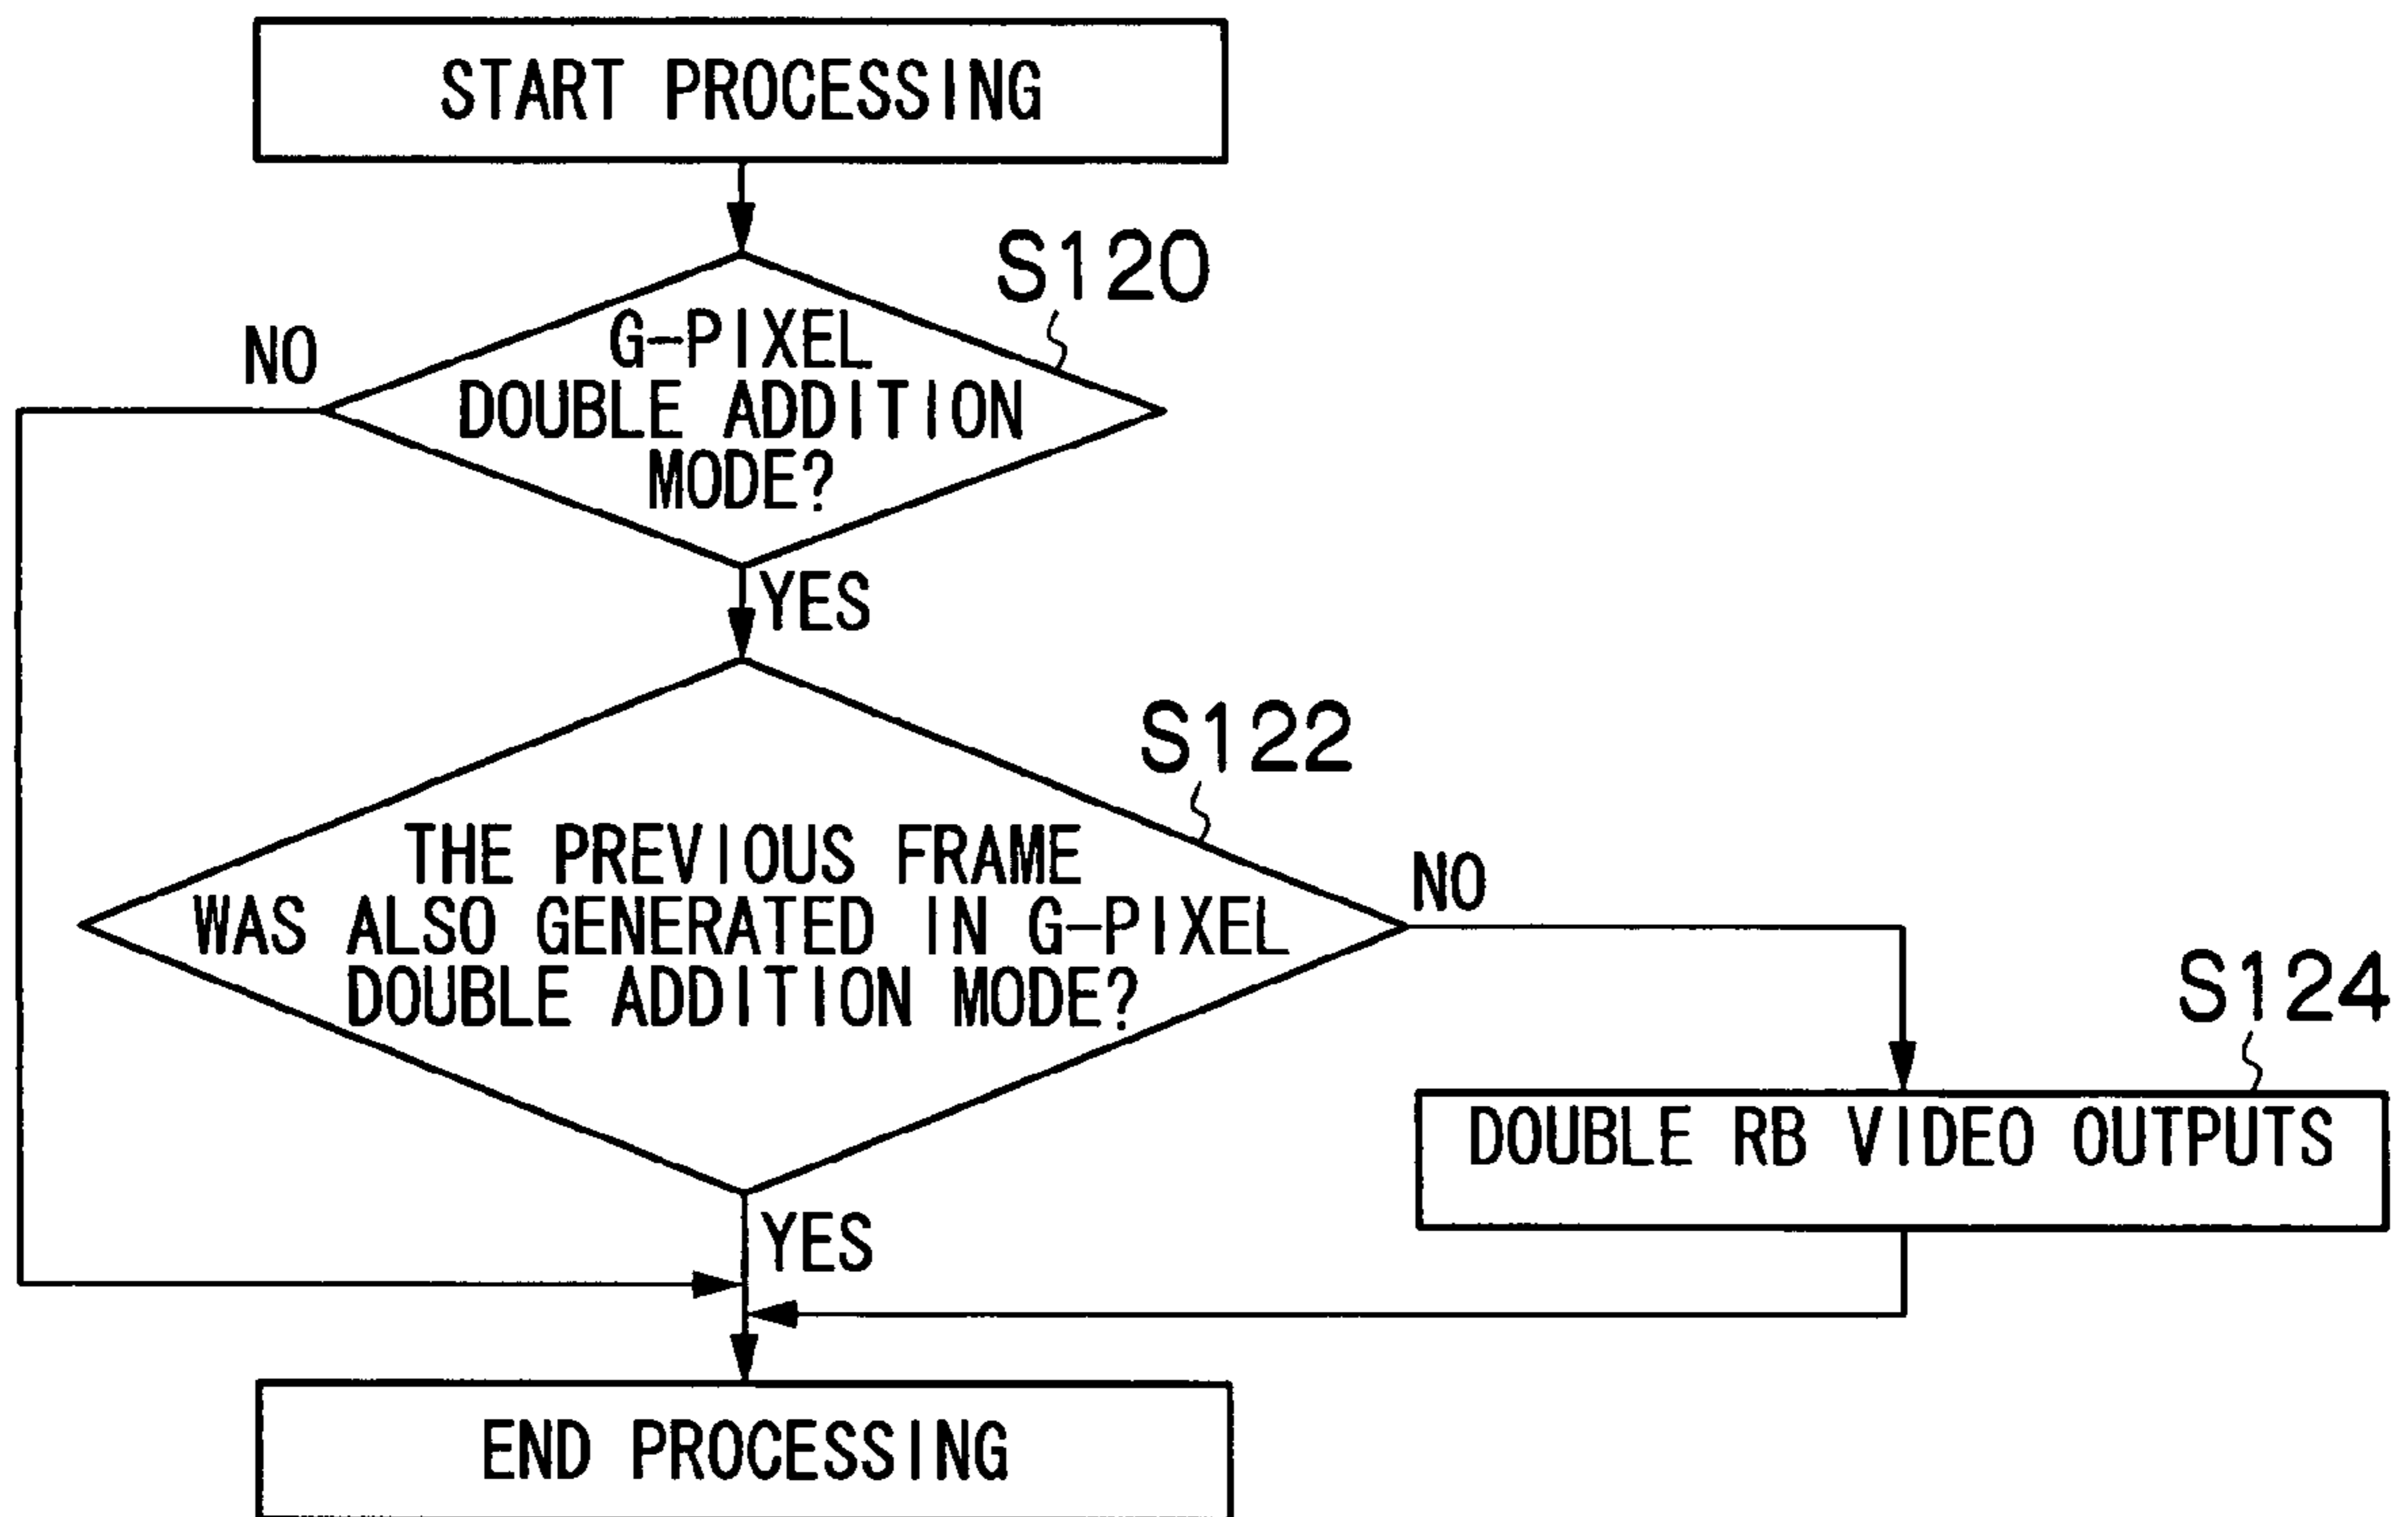 START PROCESSING
S120
NO
G-PIXEL
DOUBLE ADDITION
MODE?
YES
S122
THE PREVIOUS FRAME
WAS ALSO GENERATED IN G-PIXEL
DOUBLE ADDITION MODE?
NO
S124
DOUBLE RB VIDEO OUTPUTS
YES
END PROCESSING